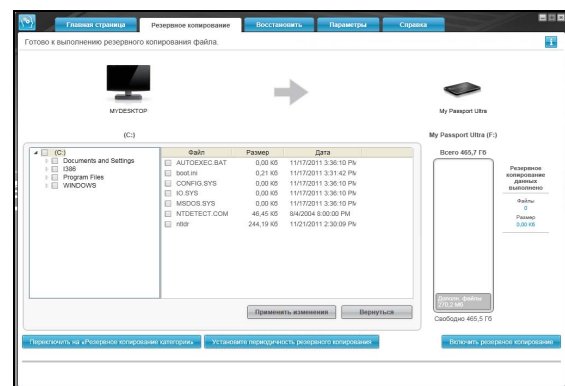 Главная страница
Резервное копирование
Восстановить
Параметры
Справка
Готово к выполнению резервного копирования файла.
MYDESKTOP
My Passport Ultra
(C:)
My Passport Ultra (F:)
(C:)
Documents and Settings
I386
Program Files
WINDOWS
Файл Размер Дата
AUTOEXEC.BAT 0,00 Кб 11/17/2011 3:36:10 PM
boot.ini 0,21 Кб 11/17/2011 3:31:42 PM
CONFIG.SYS 0,00 Кб 11/17/2011 3:36:10 PM
IO.SYS 0,00 Кб 11/17/2011 3:36:10 PM
MSDOS.SYS 0,00 Кб 11/17/2011 3:36:10 PM
NTDETECT.COM 46,45 Кб 8/4/2004 8:00:00 PM
ntldr 244,19 Кб 11/21/2011 2:30:09 PM
Применить изменения
Вернуться
Всего 465,7 Гб
Дополн. файлы
270,2 Мб
Свободно 465,5 Гб
Резервное
копирование
данных
выполнено
Файлы
0
Размер
0,00 Кб
Переключить на «Резервное копирование категории»
Установите периодичность резервного копирования
Включить резервное копирование